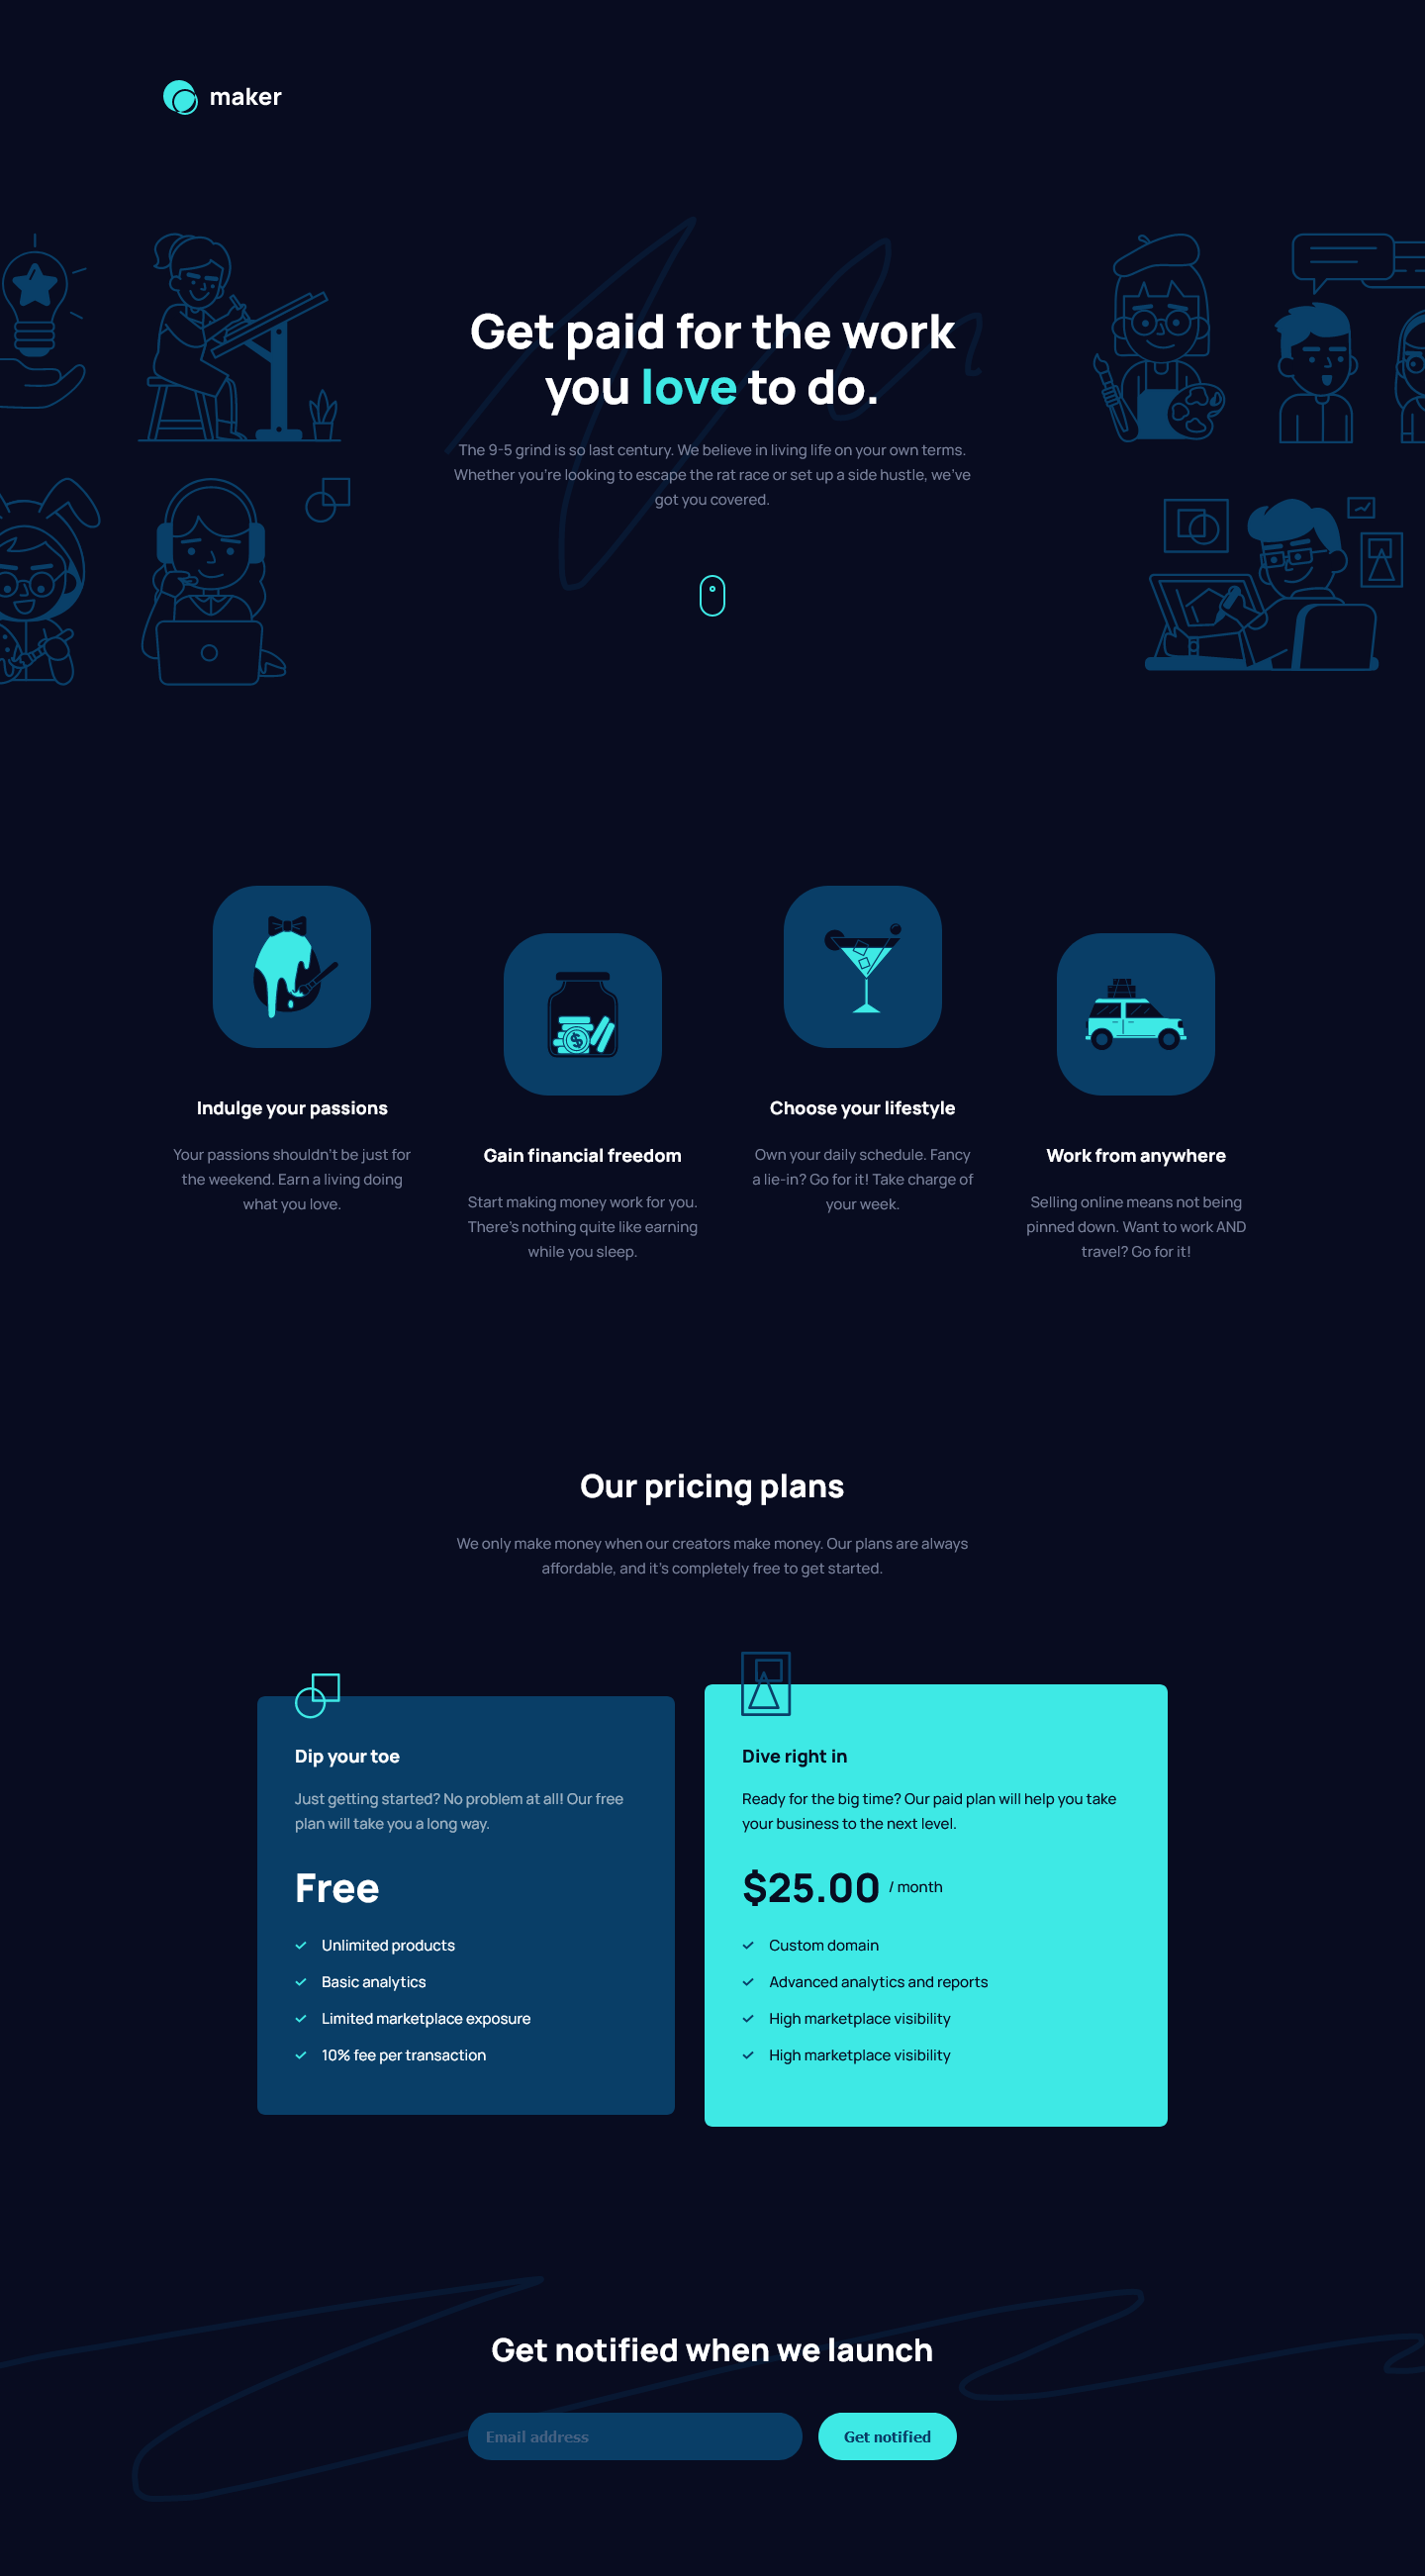 maker
Get paid for the work
you love to do.
The 9-5 grind is so last century. We believe in living life on your own terms.
Whether you're looking to escape the rat race or set up a side hustle, we've
got you covered.
Indulge your passions
Your passions shouldn't be just for
the weekend. Earn a living doing
what you love.
Gain financial freedom
Start making money work for you.
There's nothing quite like earning
while you sleep.
Choose your lifestyle
Own your daily schedule. Fancy
a lie-in? Go for it! Take charge of
your week.
Work from anywhere
Selling online means not being
pinned down. Want to work AND
travel? Go for it!
Our pricing plans
We only make money when our creators make money. Our plans are always
affordable, and it's completely free to get started.
Dip your toe
Just getting started? No problem at all! Our free
plan will take you a long way.
Free
Unlimited products
Basic analytics
Limited marketplace exposure
10% fee per transaction
Dive right in
Ready for the big time? Our paid plan will help you take
your business to the next level.
$25.00 / month
Custom domain
Advanced analytics and reports
High marketplace visibility
High marketplace visibility
Get notified when we launch
Email address
Get notified